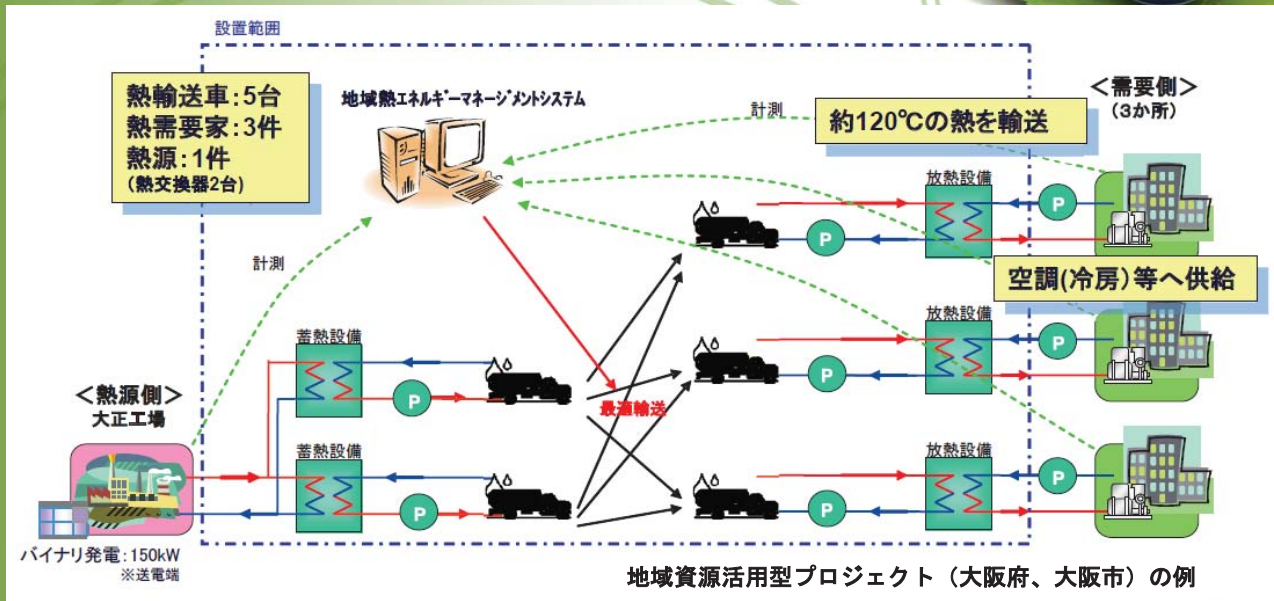 設置範囲
熱輸送車:5台
熱需要家:3件
熱源:1件
(熱交換器2台)
地域熱エネルギーマネージメントシステム
計測
約120℃の熱を輸送
<需要側>
(3か所)
放熱設備
P
P
計測
空調(冷房)等へ供給
蓄熱設備
放熱設備
P
P
P
<熱源側>
大正工場
最適輸送
蓄熱設備
放熱設備
P
P
P
バイナリ発電:150kW
※送電端
地域資源活用型プロジェクト(大阪府、大阪市)の例